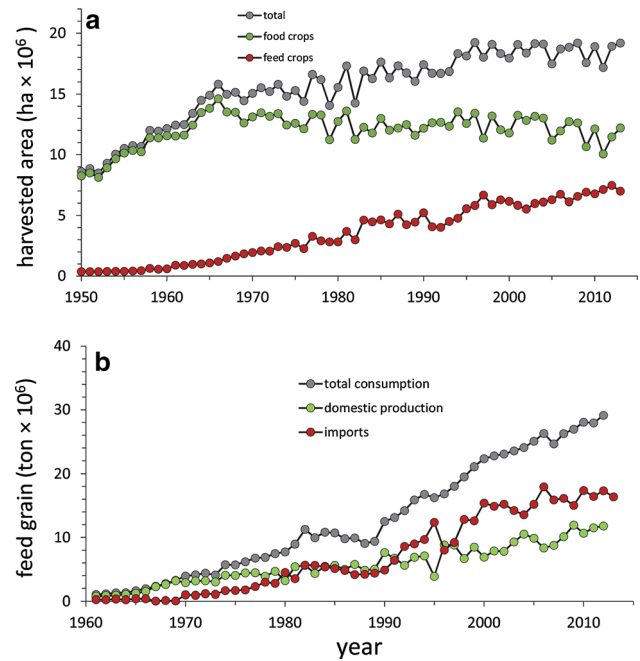 a
total
food crops
feed crops
harvested area (ha × 10⁶)
20
15
10
5
0
1950 1960 1970 1980 1990 2000 2010
b
total consumption
domestic production
imports
feed grain (ton × 10⁶)
40
30
20
10
0
1960 1970 1980 1990 2000 2010
year